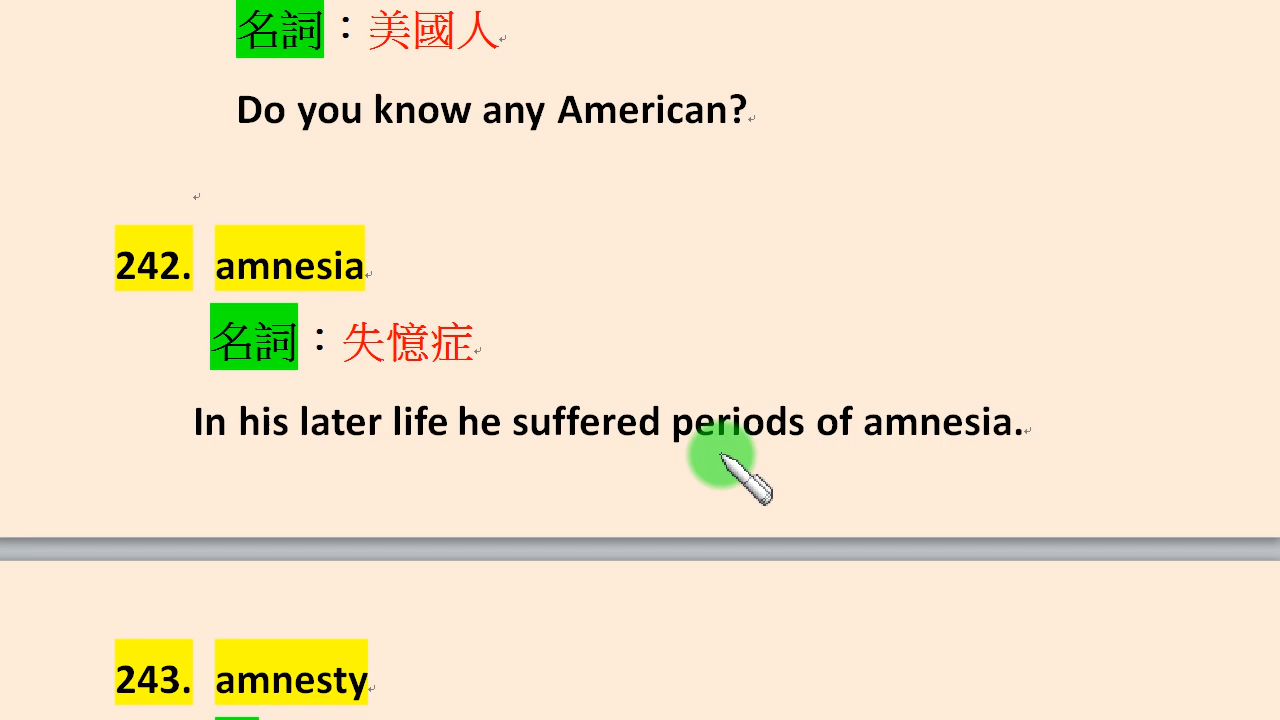 名詞：美國人
Do you know any American?
242. amnesia
名詞：失憶症
In his later life he suffered periods of amnesia.
243. amnesty